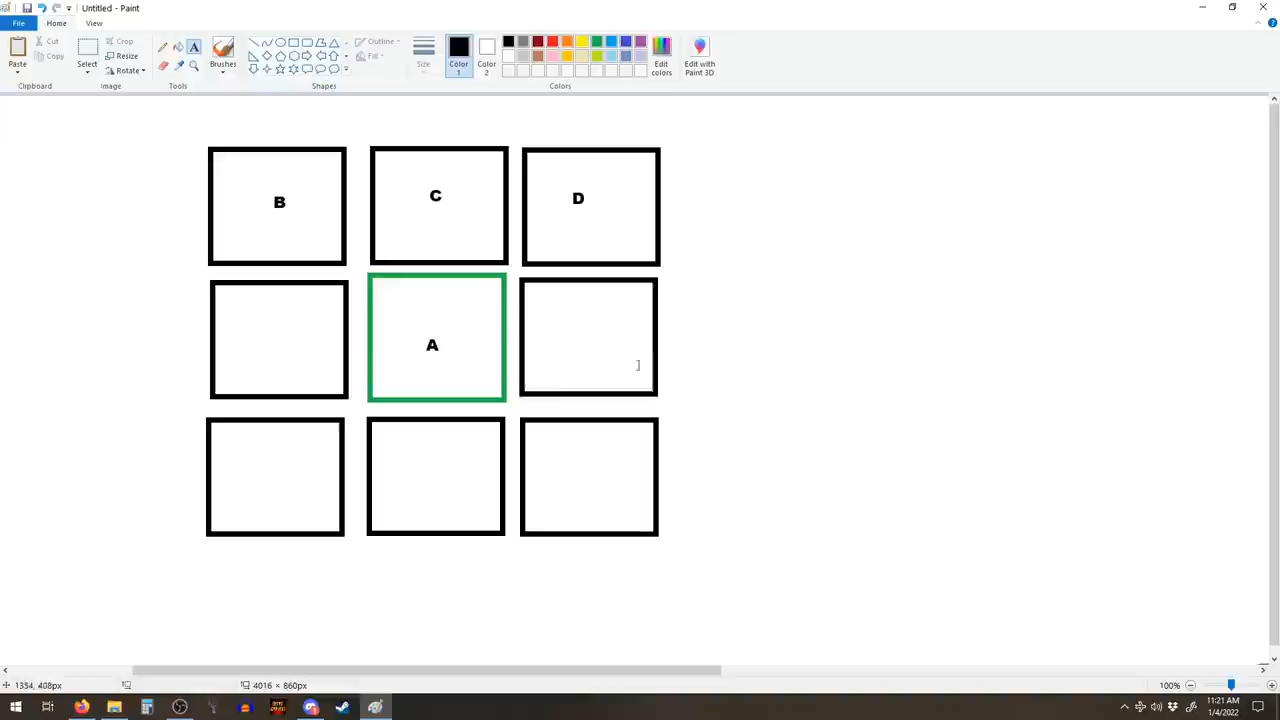 Untitled - Paint
File Home View
Paste Cut Copy
Clipboard
Select Crop Resize Rotate
Image
A
Tools
Brushes
Outline Fill
Shapes
Size
Color 1
Color 2
Edit colors
Colors
Edit with Paint 3D
B C D
A
1354, 408px
4016 × 860px
100%
11:21 AM
1/4/2022